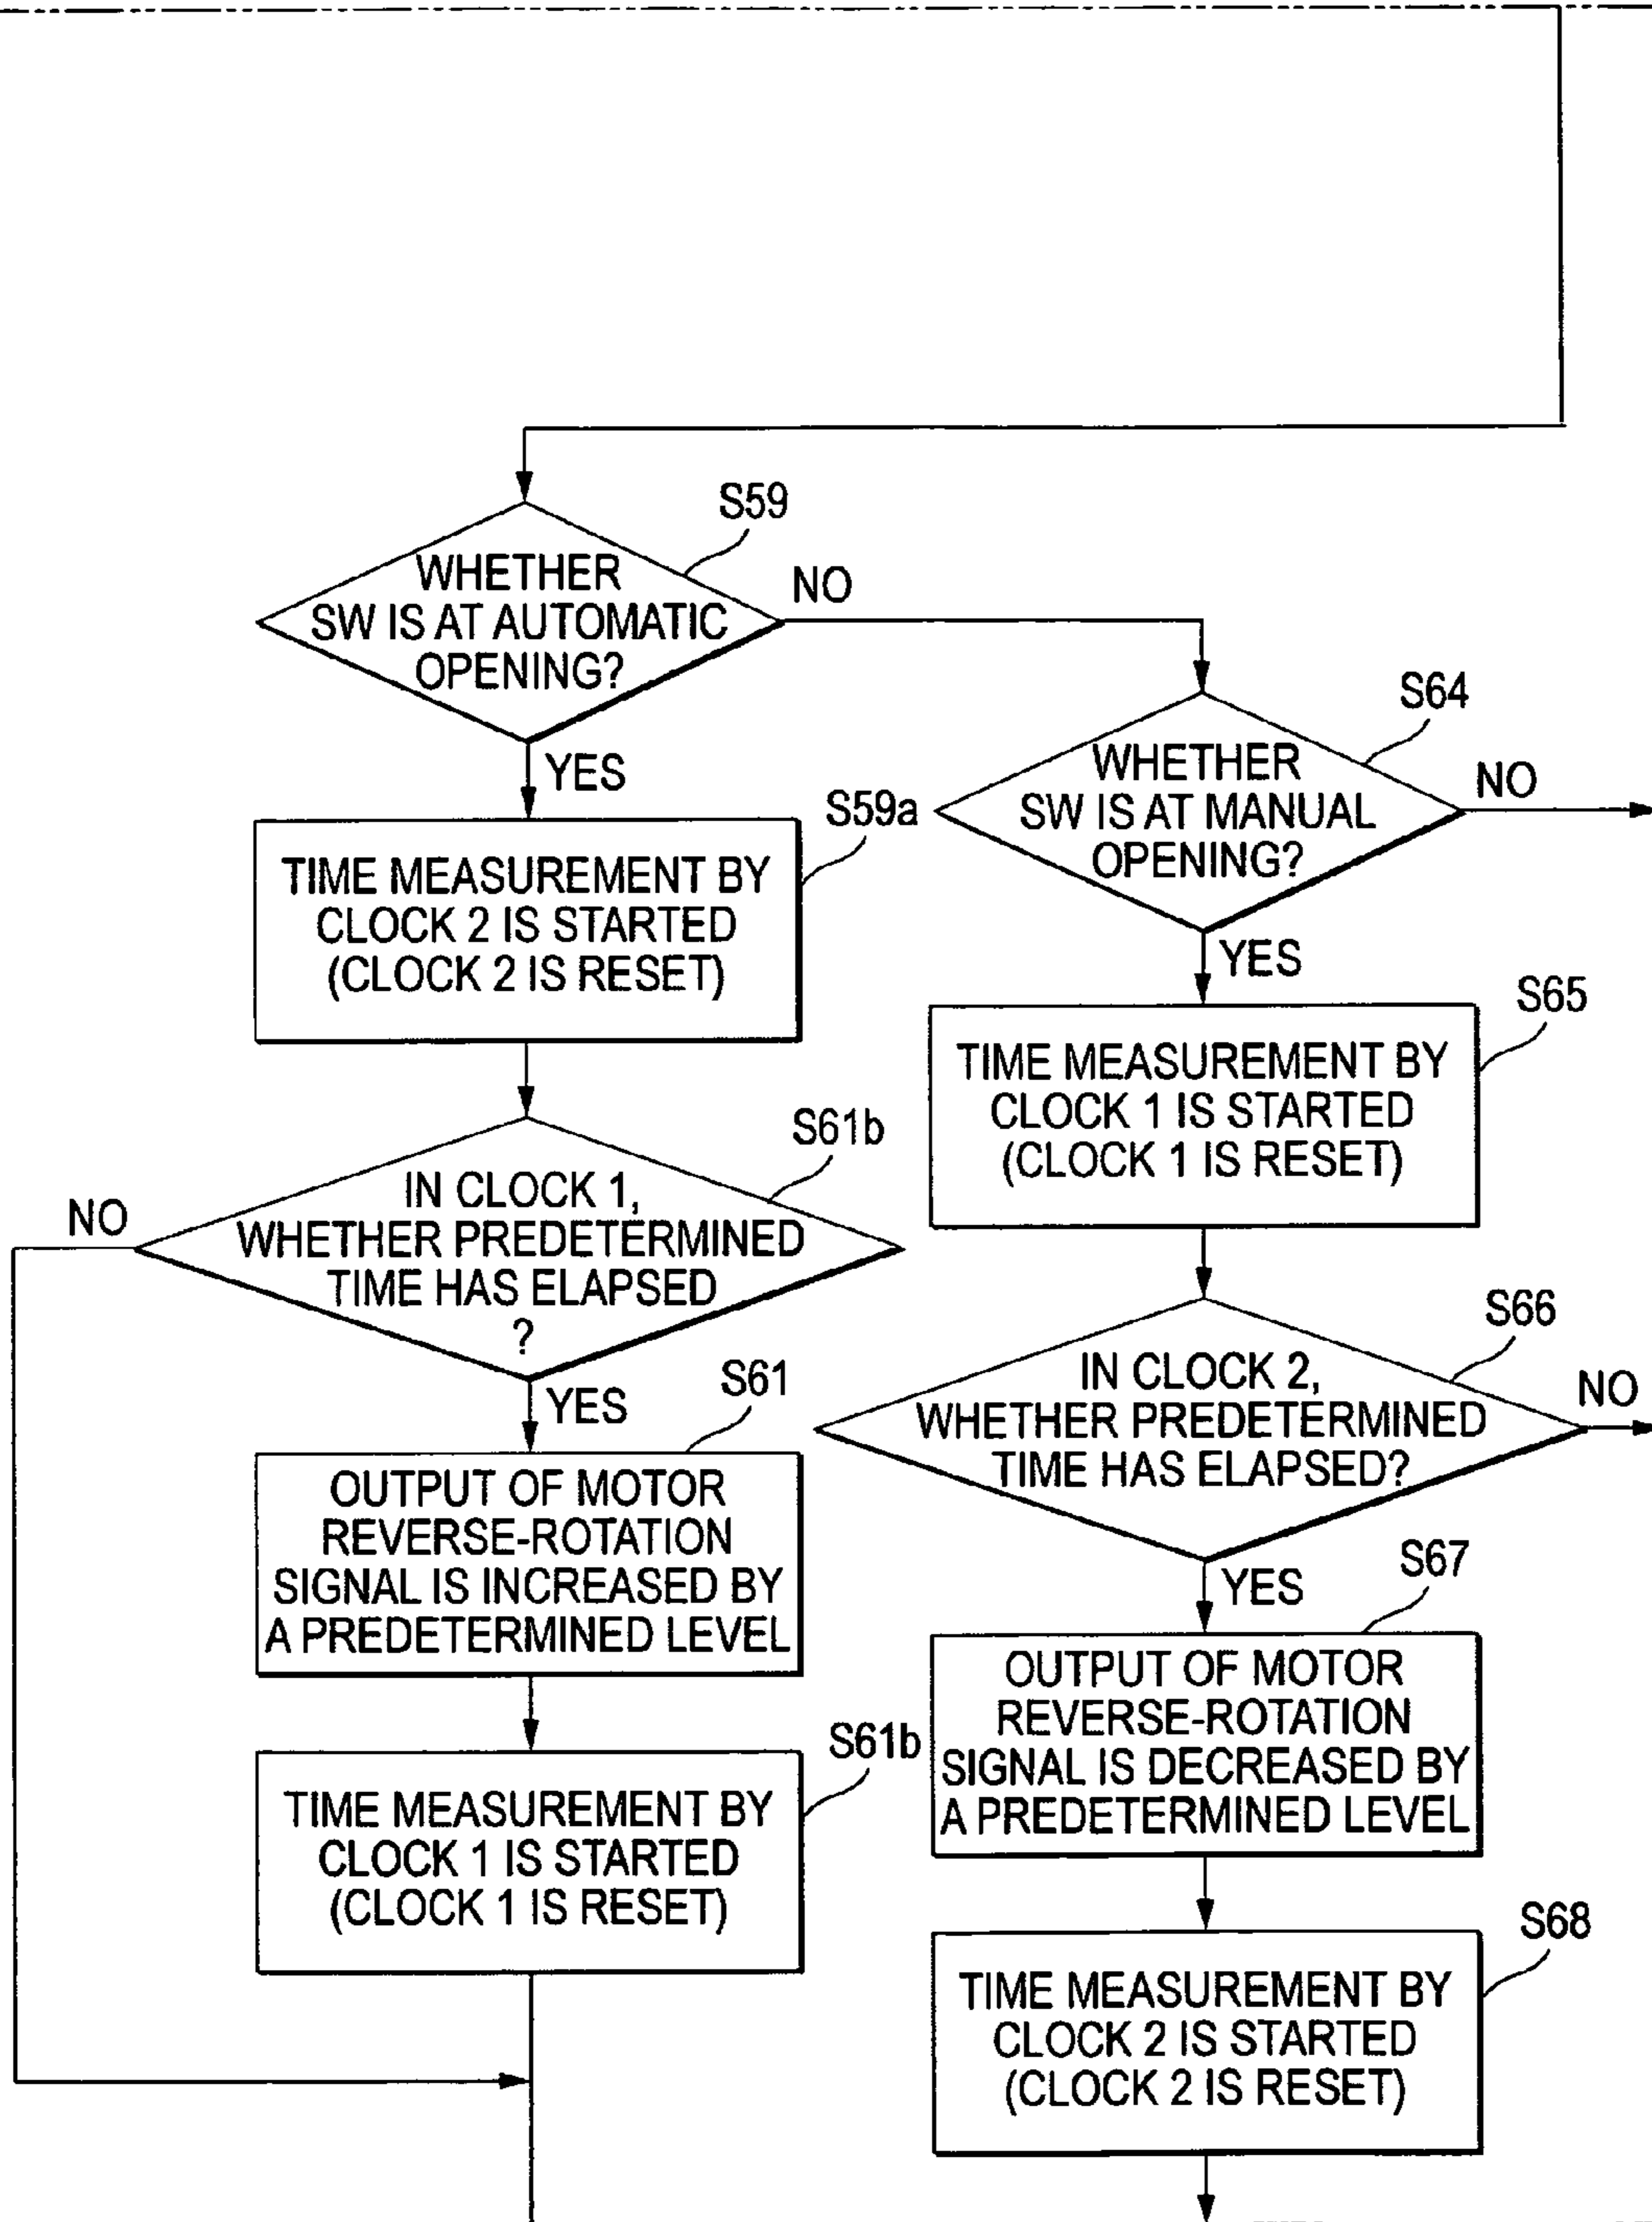 S59
WHETHER
SW IS AT AUTOMATIC
OPENING?
NO
YES
S59a
TIME MEASUREMENT BY
CLOCK 2 IS STARTED
(CLOCK 2 IS RESET)
S61b
IN CLOCK 1,
WHETHER PREDETERMINED
TIME HAS ELAPSED
?
NO
YES
S61
OUTPUT OF MOTOR
REVERSE-ROTATION
SIGNAL IS INCREASED BY
A PREDETERMINED LEVEL
S61b
TIME MEASUREMENT BY
CLOCK 1 IS STARTED
(CLOCK 1 IS RESET)
S64
WHETHER
SW IS AT MANUAL
OPENING?
NO
YES
S65
TIME MEASUREMENT BY
CLOCK 1 IS STARTED
(CLOCK 1 IS RESET)
S66
IN CLOCK 2,
WHETHER PREDETERMINED
TIME HAS ELAPSED?
NO
YES
S67
OUTPUT OF MOTOR
REVERSE-ROTATION
SIGNAL IS DECREASED BY
A PREDETERMINED LEVEL
S68
TIME MEASUREMENT BY
CLOCK 2 IS STARTED
(CLOCK 2 IS RESET)